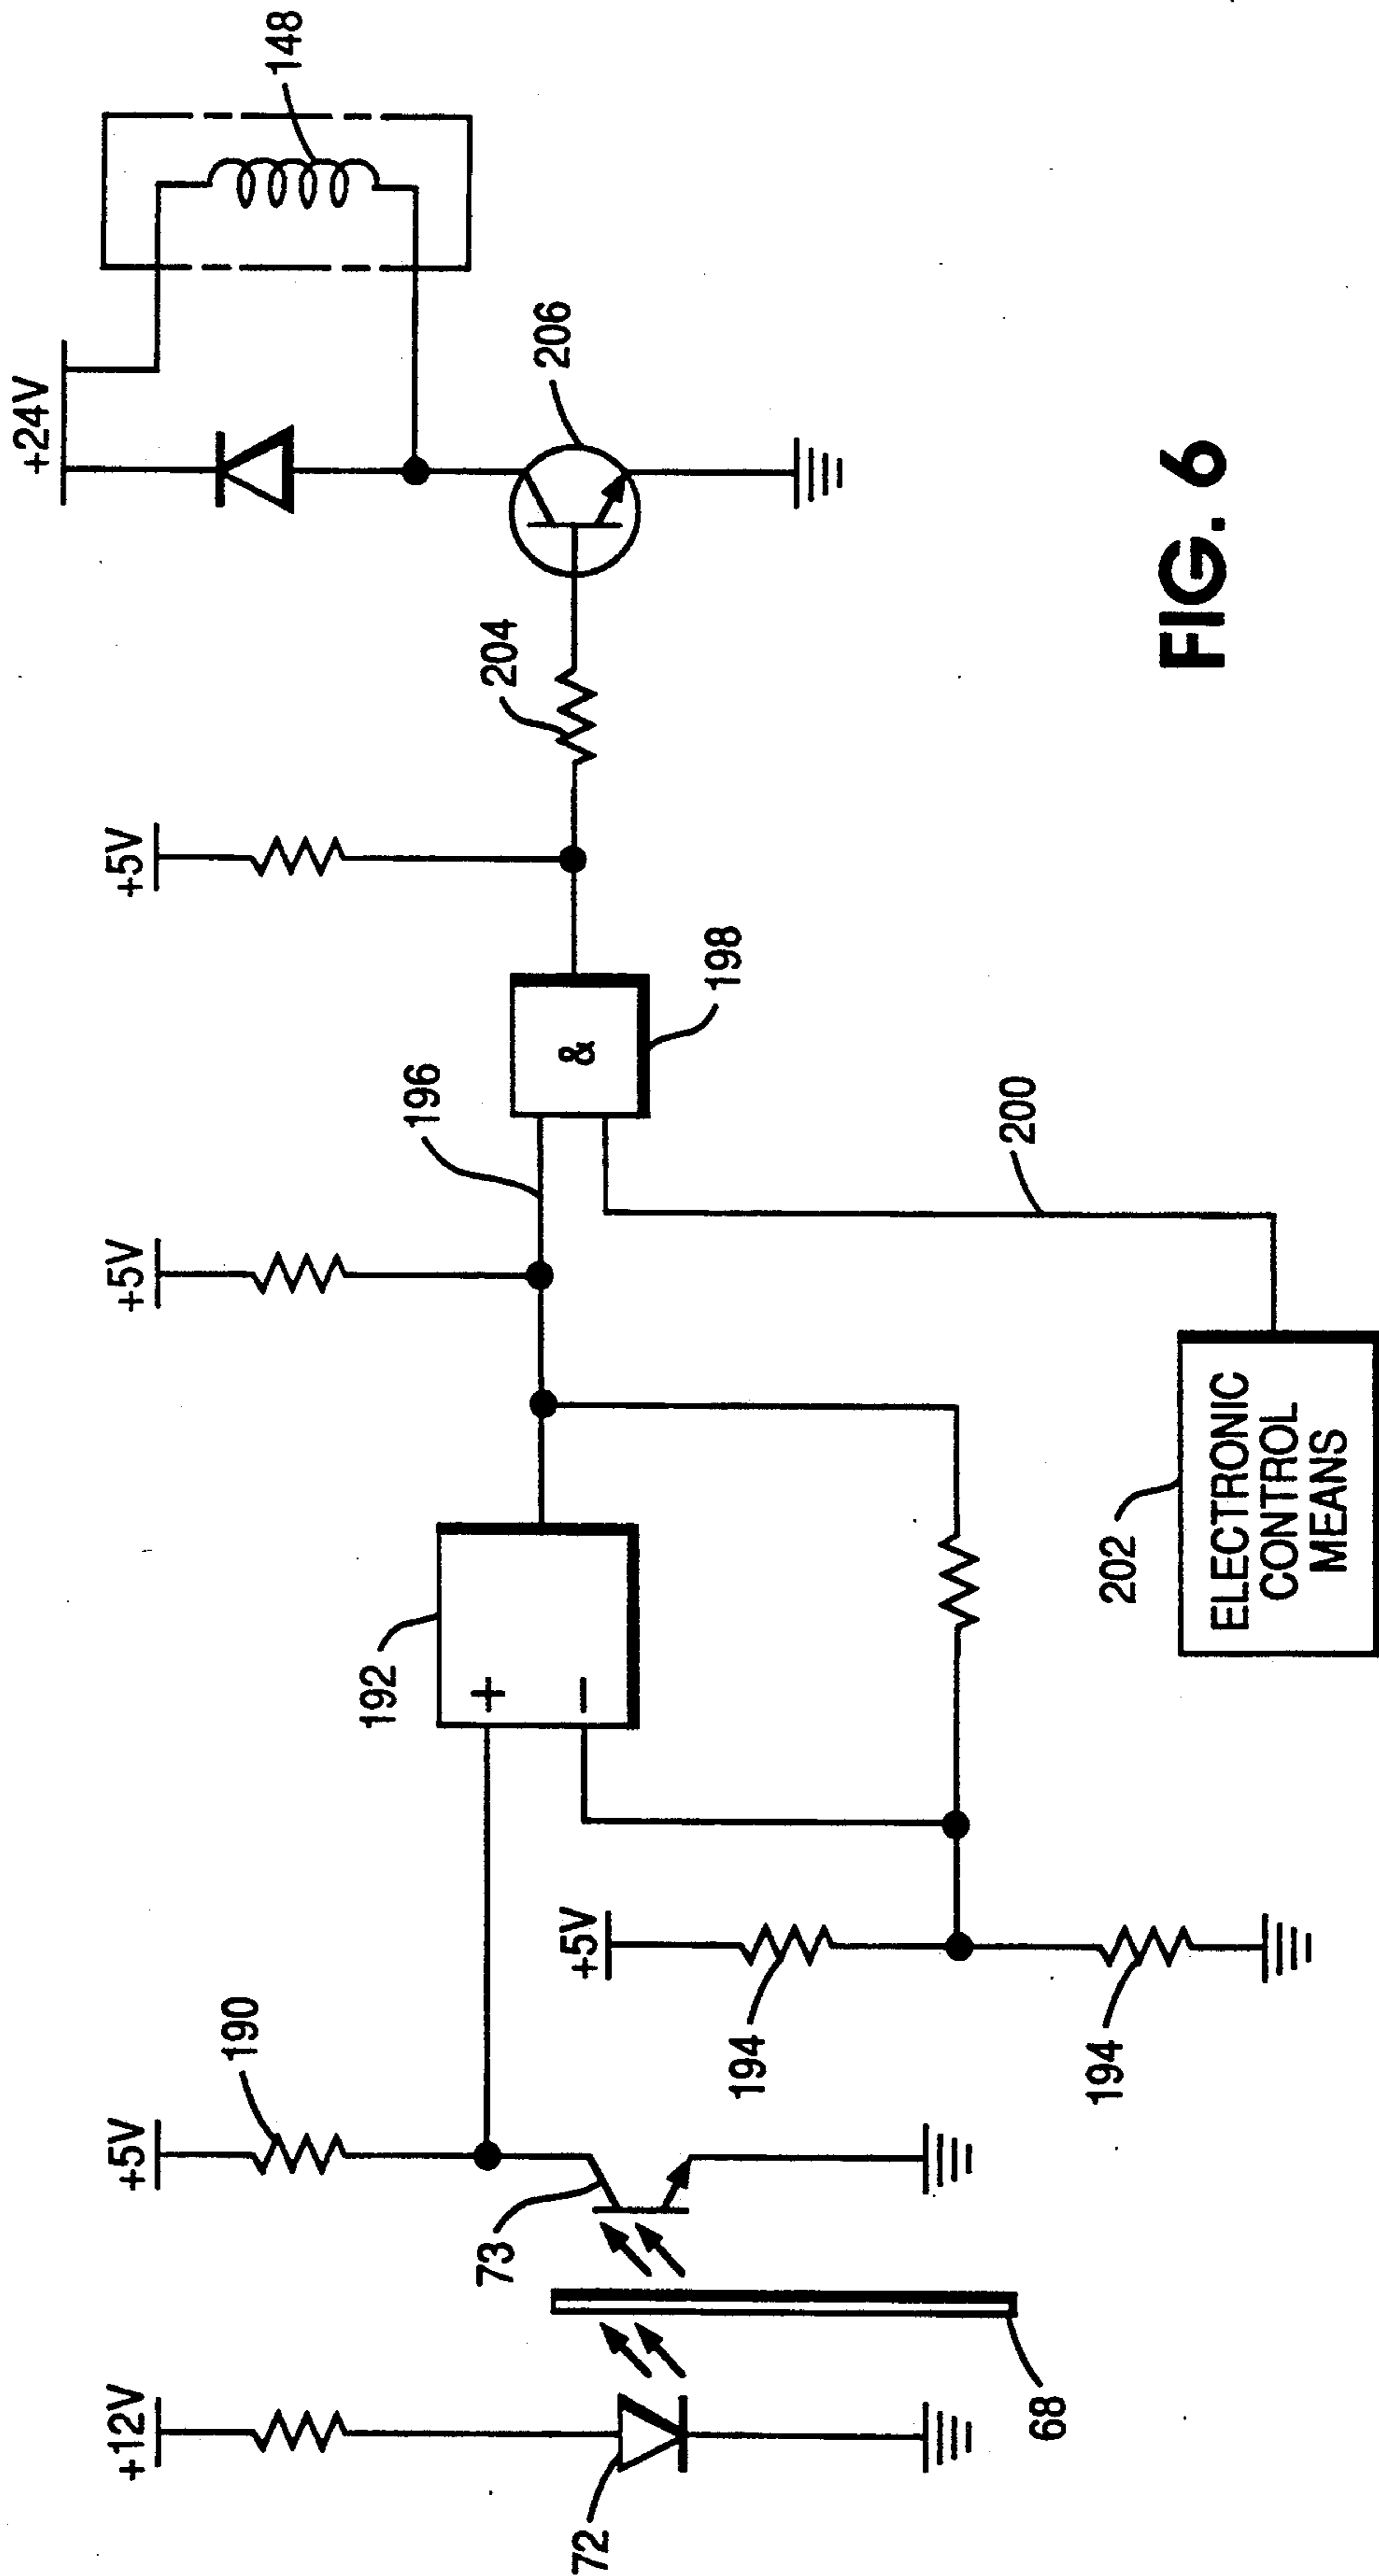 +12V
72
68
+5V
190
73
+5V
194
194
192
+
−
+5V
196
&
198
200
202
ELECTRONIC
CONTROL
MEANS
+5V
204
206
+24V
148
FIG. 6